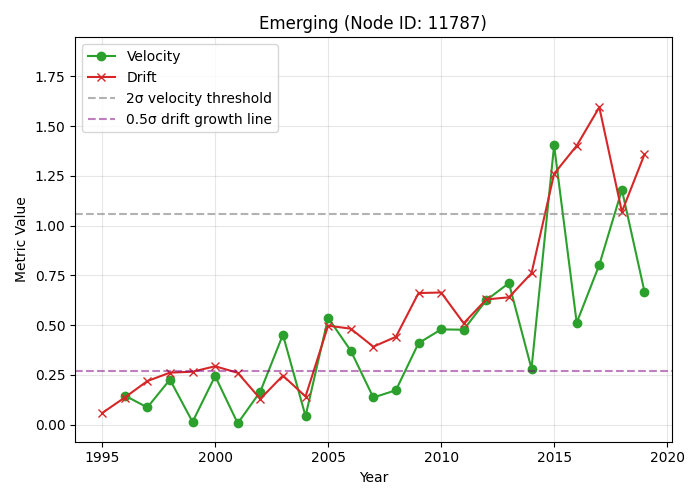 Emerging (Node ID: 11787)
Velocity
Drift
2σ velocity threshold
0.5σ drift growth line
Metric Value
1.75
1.50
1.25
1.00
0.75
0.50
0.25
0.00
1995 2000 2005 2010 2015 2020
Year